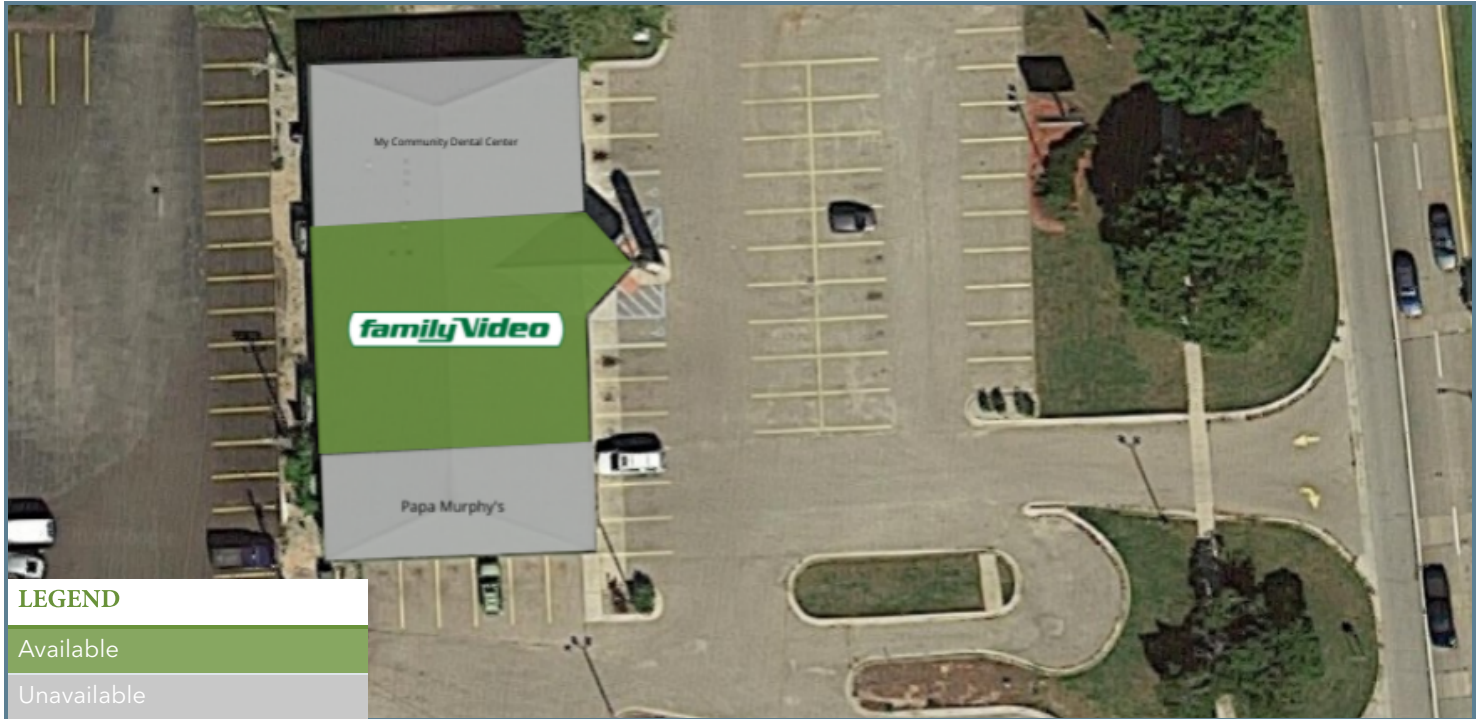 My Community Dental Center
familyVideo
Papa Murphy's
LEGEND
Available
Unavailable